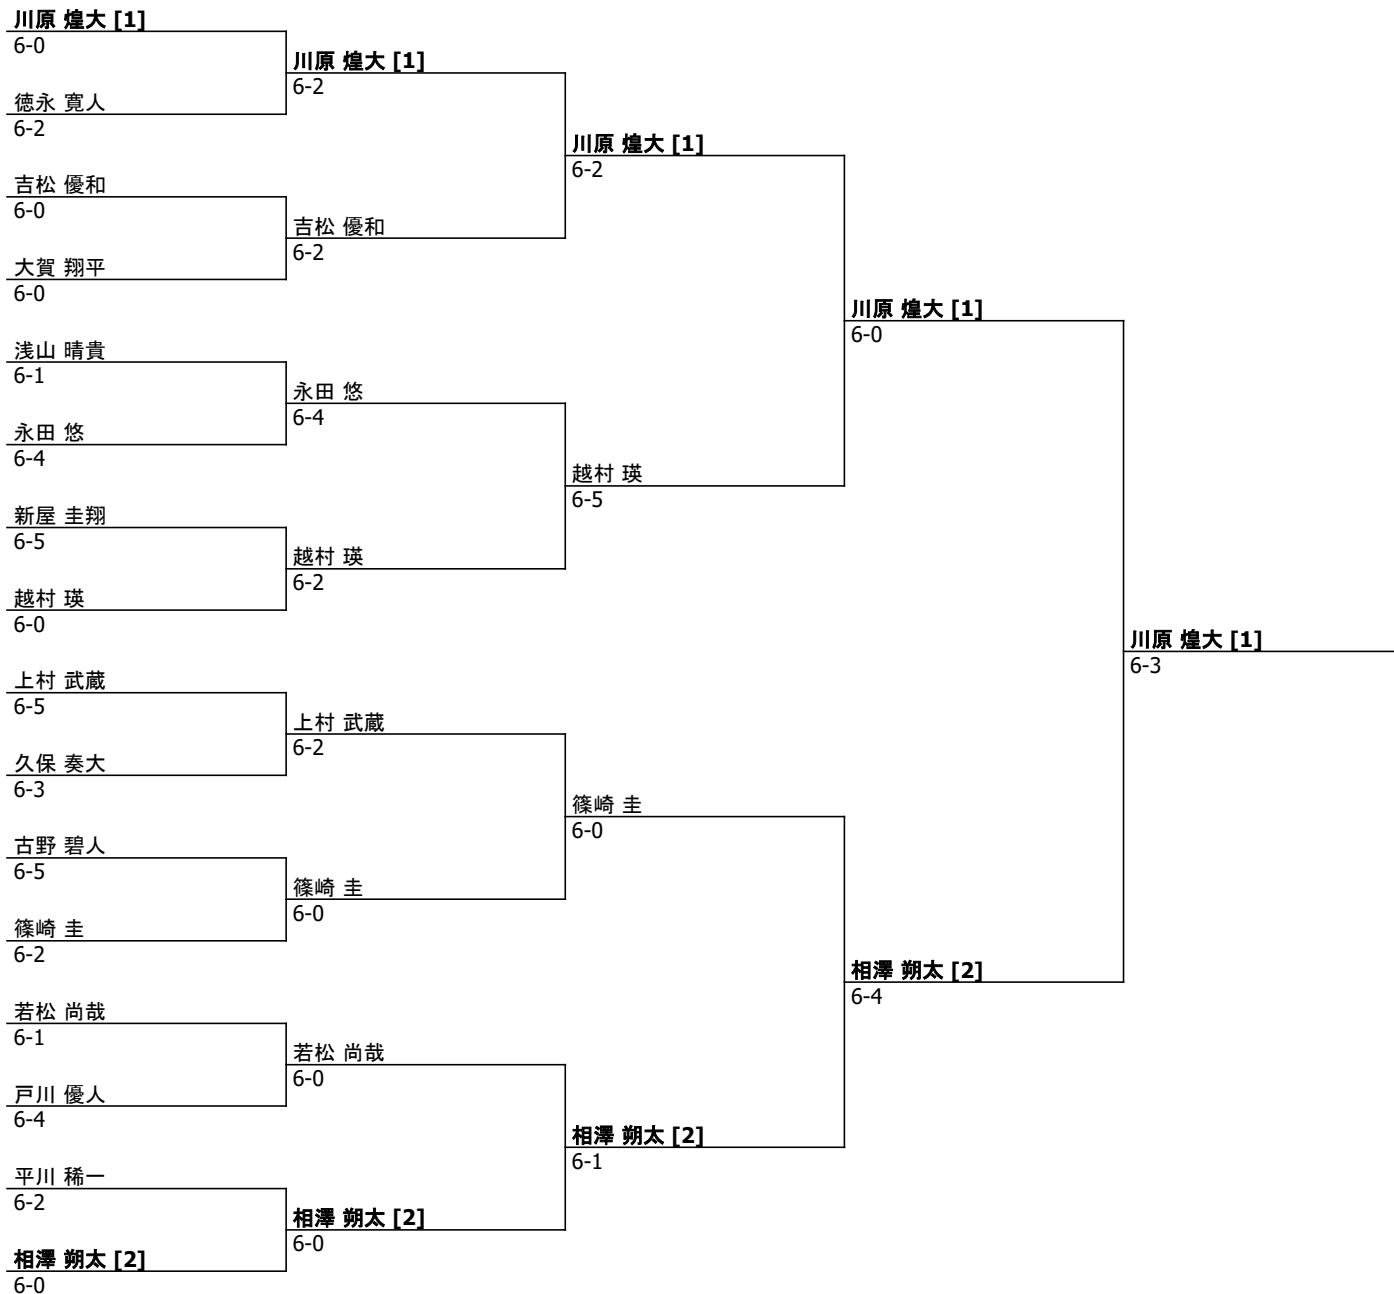 川原 煌大 [1]
6-0
徳永 寛人
6-2
吉松 優和
6-0
大賀 翔平
6-0
浅山 晴貴
6-1
永田 悠
6-4
新屋 圭翔
6-5
越村 瑛
6-0
上村 武蔵
6-5
久保 奏大
6-3
古野 碧人
6-5
篠崎 圭
6-2
若松 尚哉
6-1
戸川 優人
6-4
平川 稀一
6-2
相澤 朔太 [2]
6-0
川原 煌大 [1]
6-2
吉松 優和
6-2
永田 悠
6-4
越村 瑛
6-2
上村 武蔵
6-2
篠崎 圭
6-0
若松 尚哉
6-0
相澤 朔太 [2]
6-0
川原 煌大 [1]
6-2
越村 瑛
6-5
篠崎 圭
6-0
相澤 朔太 [2]
6-1
川原 煌大 [1]
6-0
相澤 朔太 [2]
6-4
川原 煌大 [1]
6-3